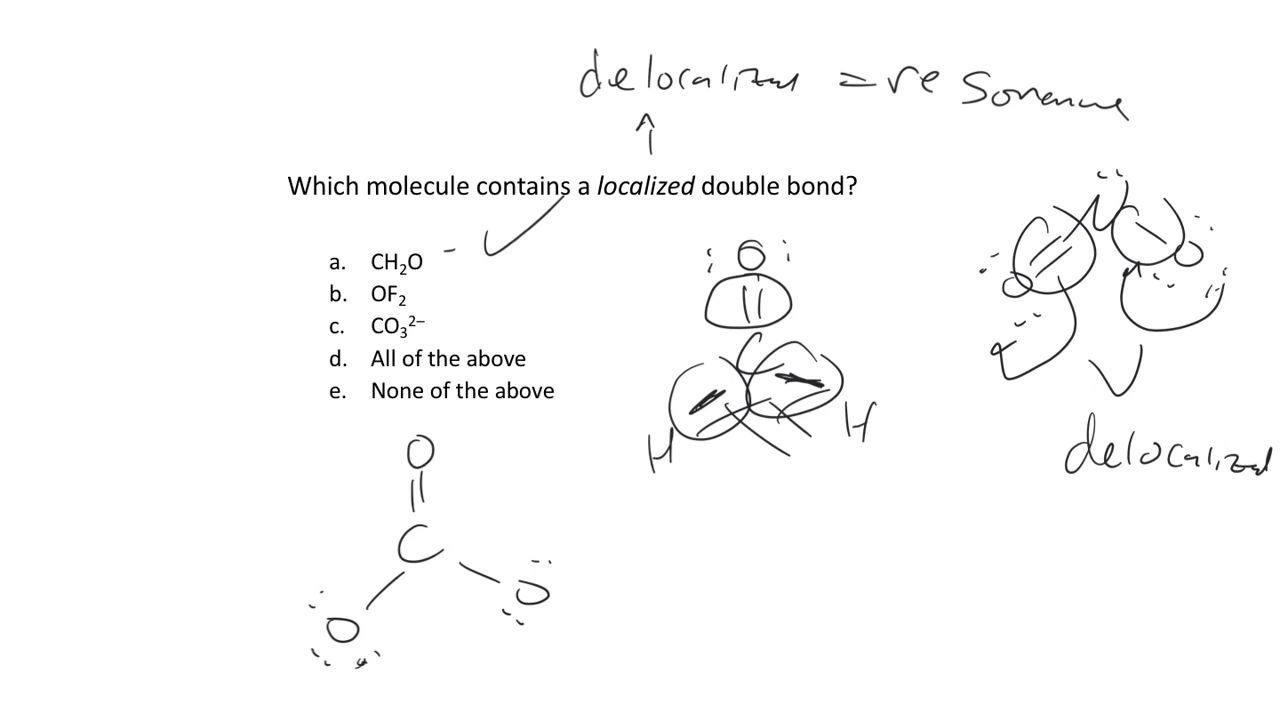 delocalized = resonance
Which molecule contains a localized double bond?
a. CH₂O
b. OF₂
c. CO₃²⁻
d. All of the above
e. None of the above
O
C
H H
N
O O
delocalized
O
C
O O